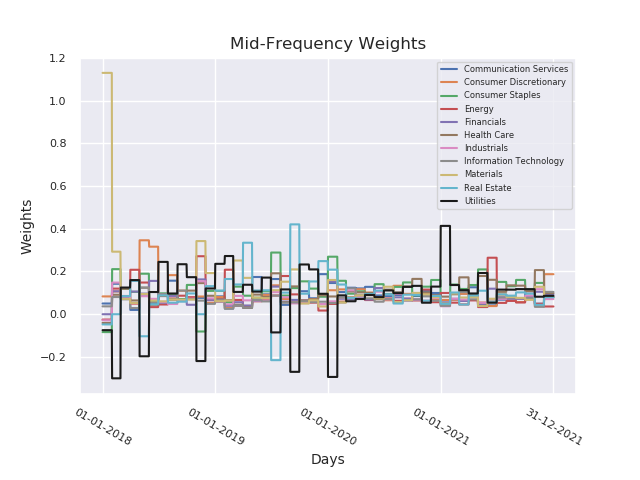 Mid-Frequency Weights
1.2
1.0
0.8
0.6
0.4
0.2
0.0
−0.2
Weights
Communication Services
Consumer Discretionary
Consumer Staples
Energy
Financials
Health Care
Industrials
Information Technology
Materials
Real Estate
Utilities
01-01-2018
01-01-2019
01-01-2020
01-01-2021
31-12-2021
Days